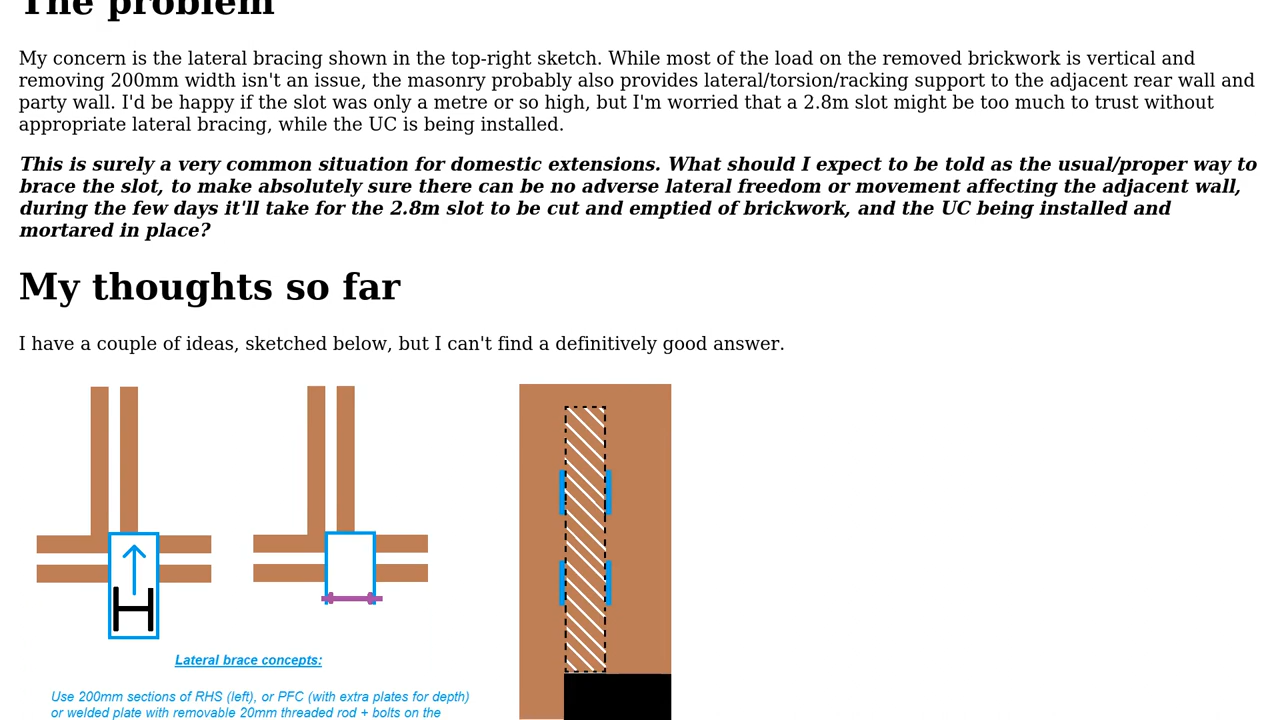 The problem
My concern is the lateral bracing shown in the top-right sketch. While most of the load on the removed brickwork is vertical and
removing 200mm width isn't an issue, the masonry probably also provides lateral/torsion/racking support to the adjacent rear wall and
party wall. I'd be happy if the slot was only a metre or so high, but I'm worried that a 2.8m slot might be too much to trust without
appropriate lateral bracing, while the UC is being installed.
This is surely a very common situation for domestic extensions. What should I expect to be told as the usual/proper way to
brace the slot, to make absolutely sure there can be no adverse lateral freedom or movement affecting the adjacent wall,
during the few days it'll take for the 2.8m slot to be cut and emptied of brickwork, and the UC being installed and
mortared in place?
My thoughts so far
I have a couple of ideas, sketched below, but I can't find a definitively good answer.
Lateral brace concepts:
Use 200mm sections of RHS (left), or PFC (with extra plates for depth)
or welded plate with removable 20mm threaded rod + bolts on the